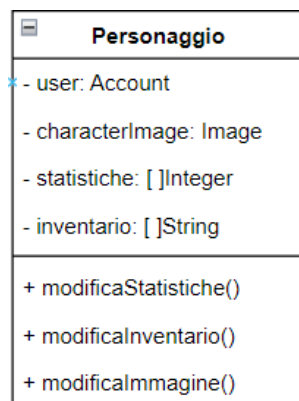 Personaggio
- user: Account
- characterImage: Image
- statistiche: [ ]Integer
- inventario: [ ]String
+ modificaStatistiche()
+ modificaInventario()
+ modificaImmagine()